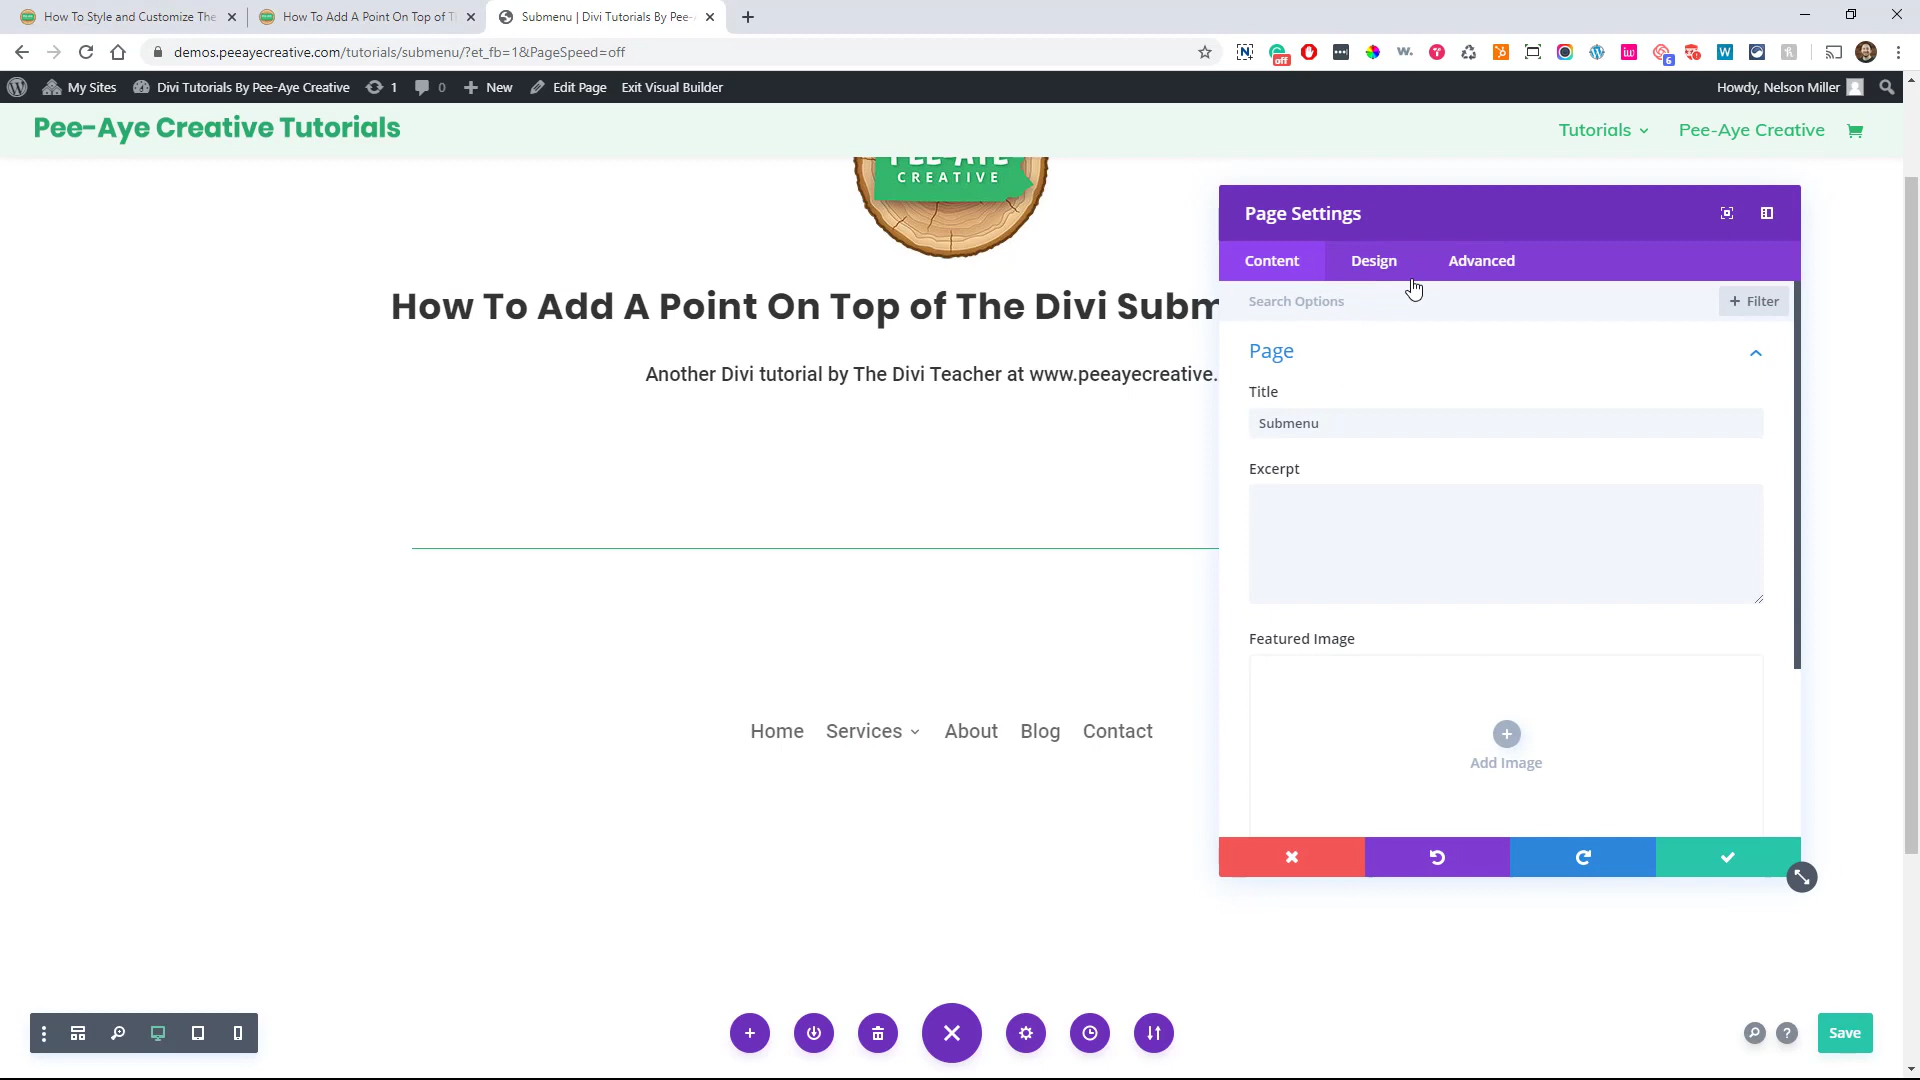 How To Style and Customize The
How To Add A Point On Top of T
Submenu | Divi Tutorials By Pee-
demos.peeayecreative.com/tutorials/submenu/?et_fb=1&PageSpeed=off
off
6
My Sites
Divi Tutorials By Pee-Aye Creative
1
0
New
Edit Page
Exit Visual Builder
Howdy, Nelson Miller
Pee-Aye Creative Tutorials
Tutorials
Pee-Aye Creative
PEE-AYE
CREATIVE
How To Add A Point On Top of The Divi Subm
Another Divi tutorial by The Divi Teacher at www.peeayecreative.
Page Settings
Content
Design
Advanced
Search Options
+ Filter
Page
Title
Submenu
Excerpt
Featured Image
Add Image
Home
Services
About
Blog
Contact
Save